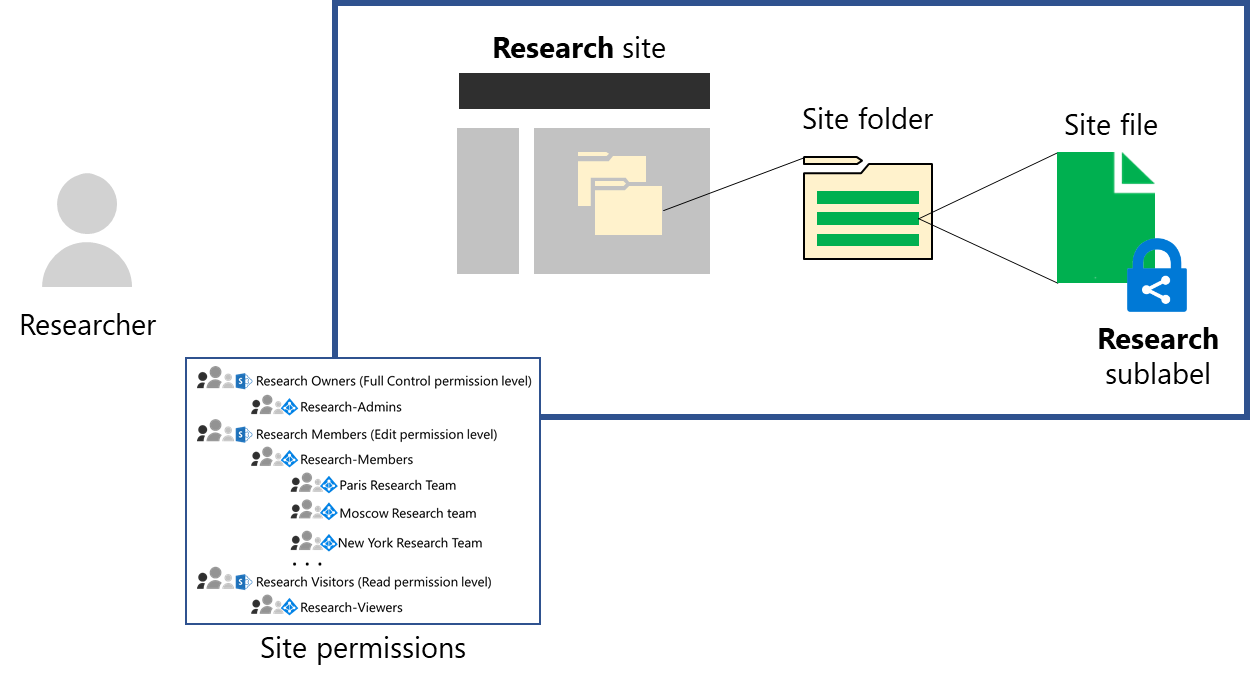 Research site
Site folder
Site file
Researcher
Research
sublabel
Research Owners (Full Control permission level)
Research-Admins
Research Members (Edit permission level)
Research-Members
Paris Research Team
Moscow Research team
New York Research Team
. . .
Research Visitors (Read permission level)
Research-Viewers
Site permissions